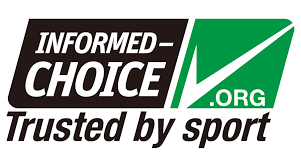 INFORMED–
CHOICE
.ORG
Trusted by sport